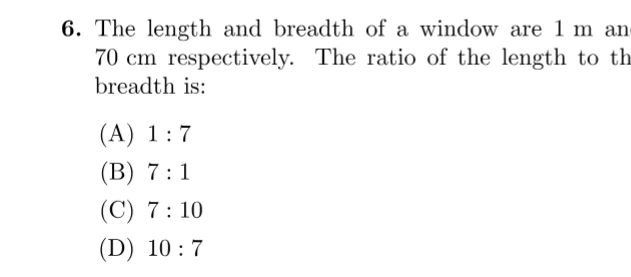 6. The length and breadth of a window are 1 m an
70 cm respectively. The ratio of the length to th
breadth is:
(A) 1 : 7
(B) 7 : 1
(C) 7 : 10
(D) 10 : 7